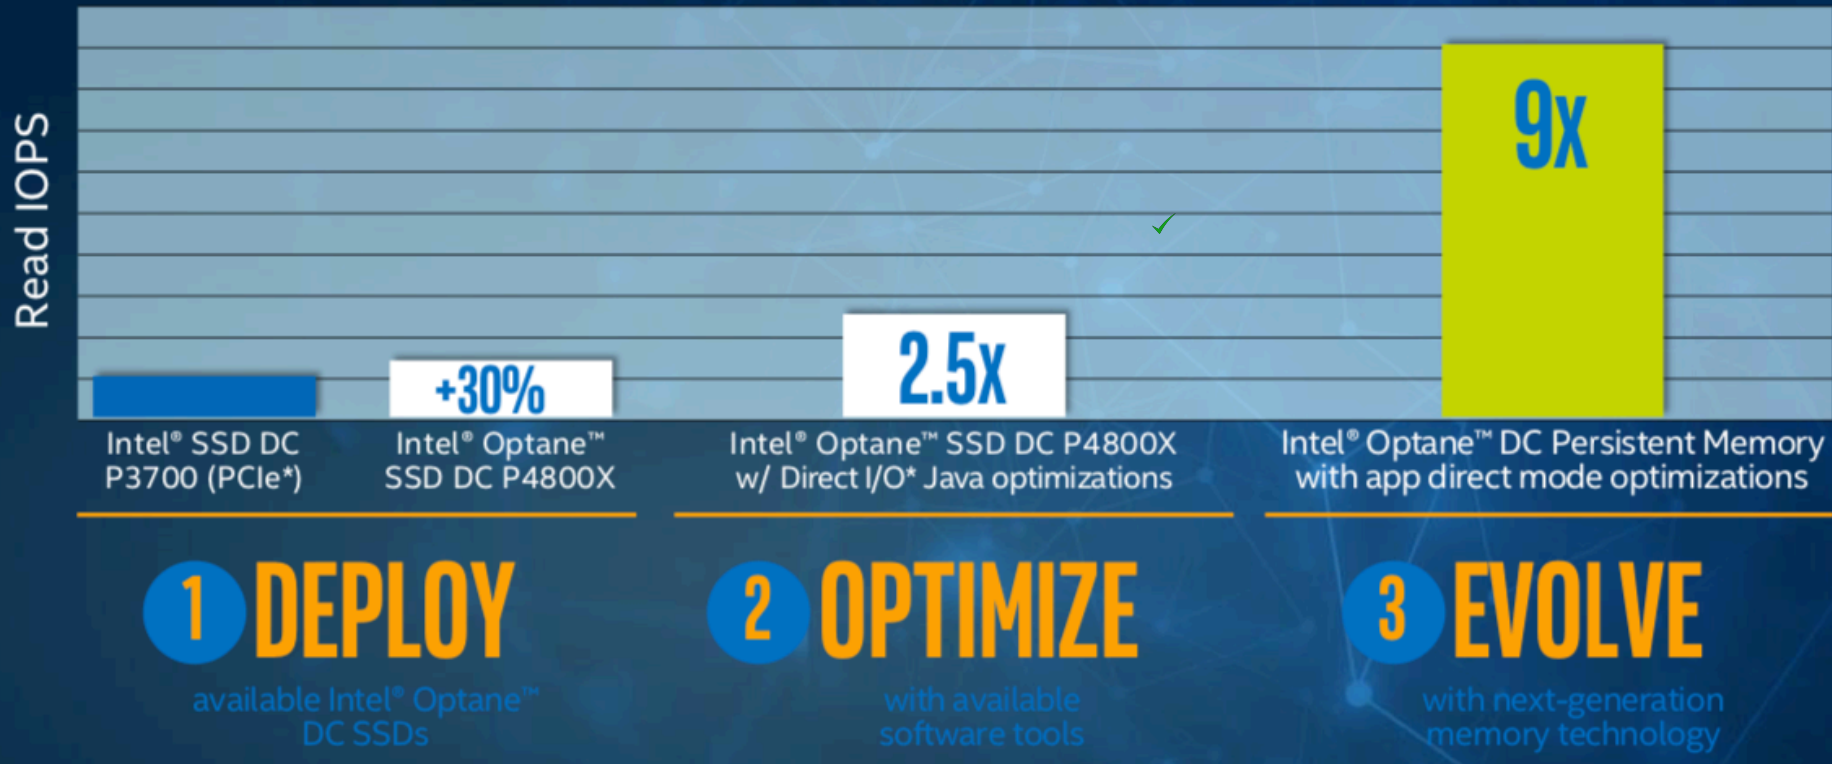 Read IOPS
9x
2.5x
+30%
Intel® SSD DC
P3700 (PCIe*)
Intel® Optane™
SSD DC P4800X
Intel® Optane™ SSD DC P4800X
w/ Direct I/O* Java optimizations
Intel® Optane™ DC Persistent Memory
with app direct mode optimizations
1 DEPLOY
available Intel® Optane™
DC SSDs
2 OPTIMIZE
with available
software tools
3 EVOLVE
with next-generation
memory technology